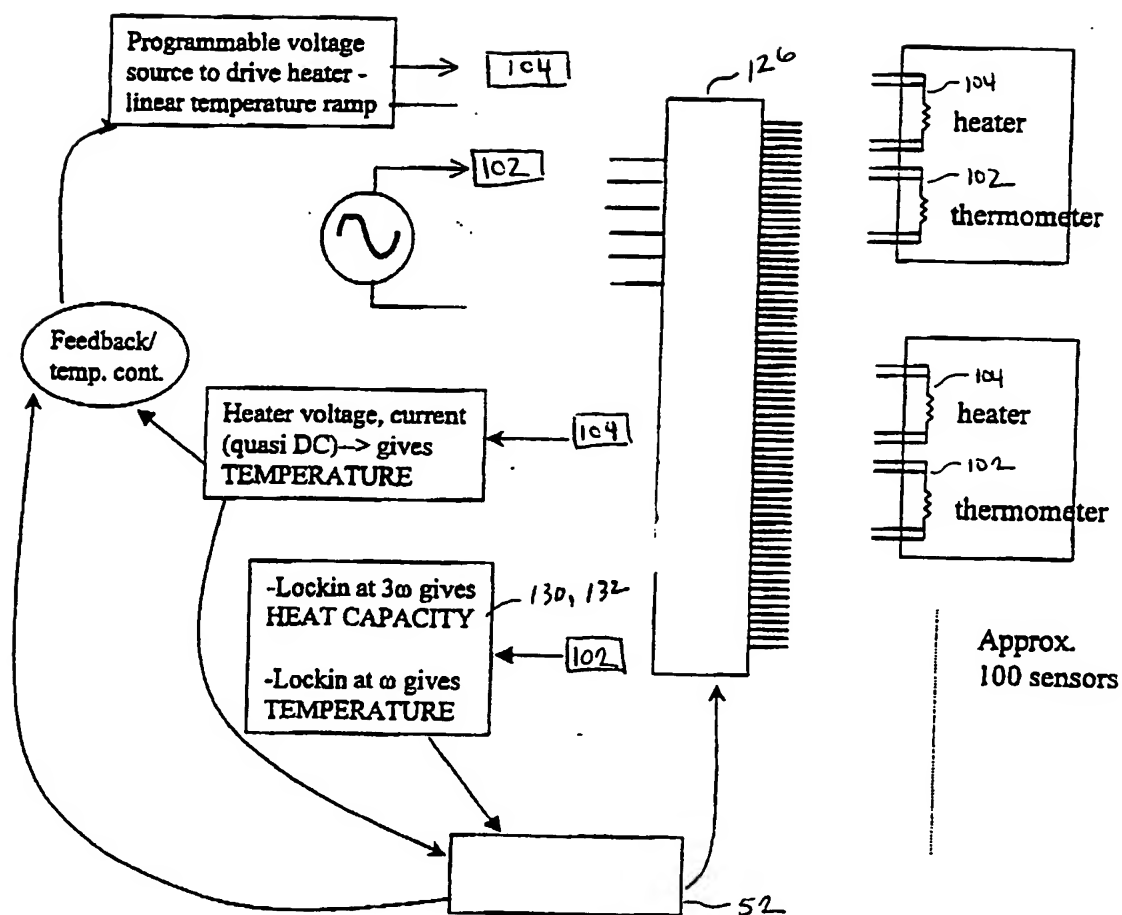 Programmable voltage
source to drive heater -
linear temperature ramp
104
126
102
104
heater
102
thermometer
Feedback/
temp. cont.
Heater voltage, current
(quasi DC)--> gives
TEMPERATURE
104
104
heater
102
thermometer
-Lockin at 3ω gives
HEAT CAPACITY
130, 132
102
-Lockin at ω gives
TEMPERATURE
Approx.
100 sensors
52